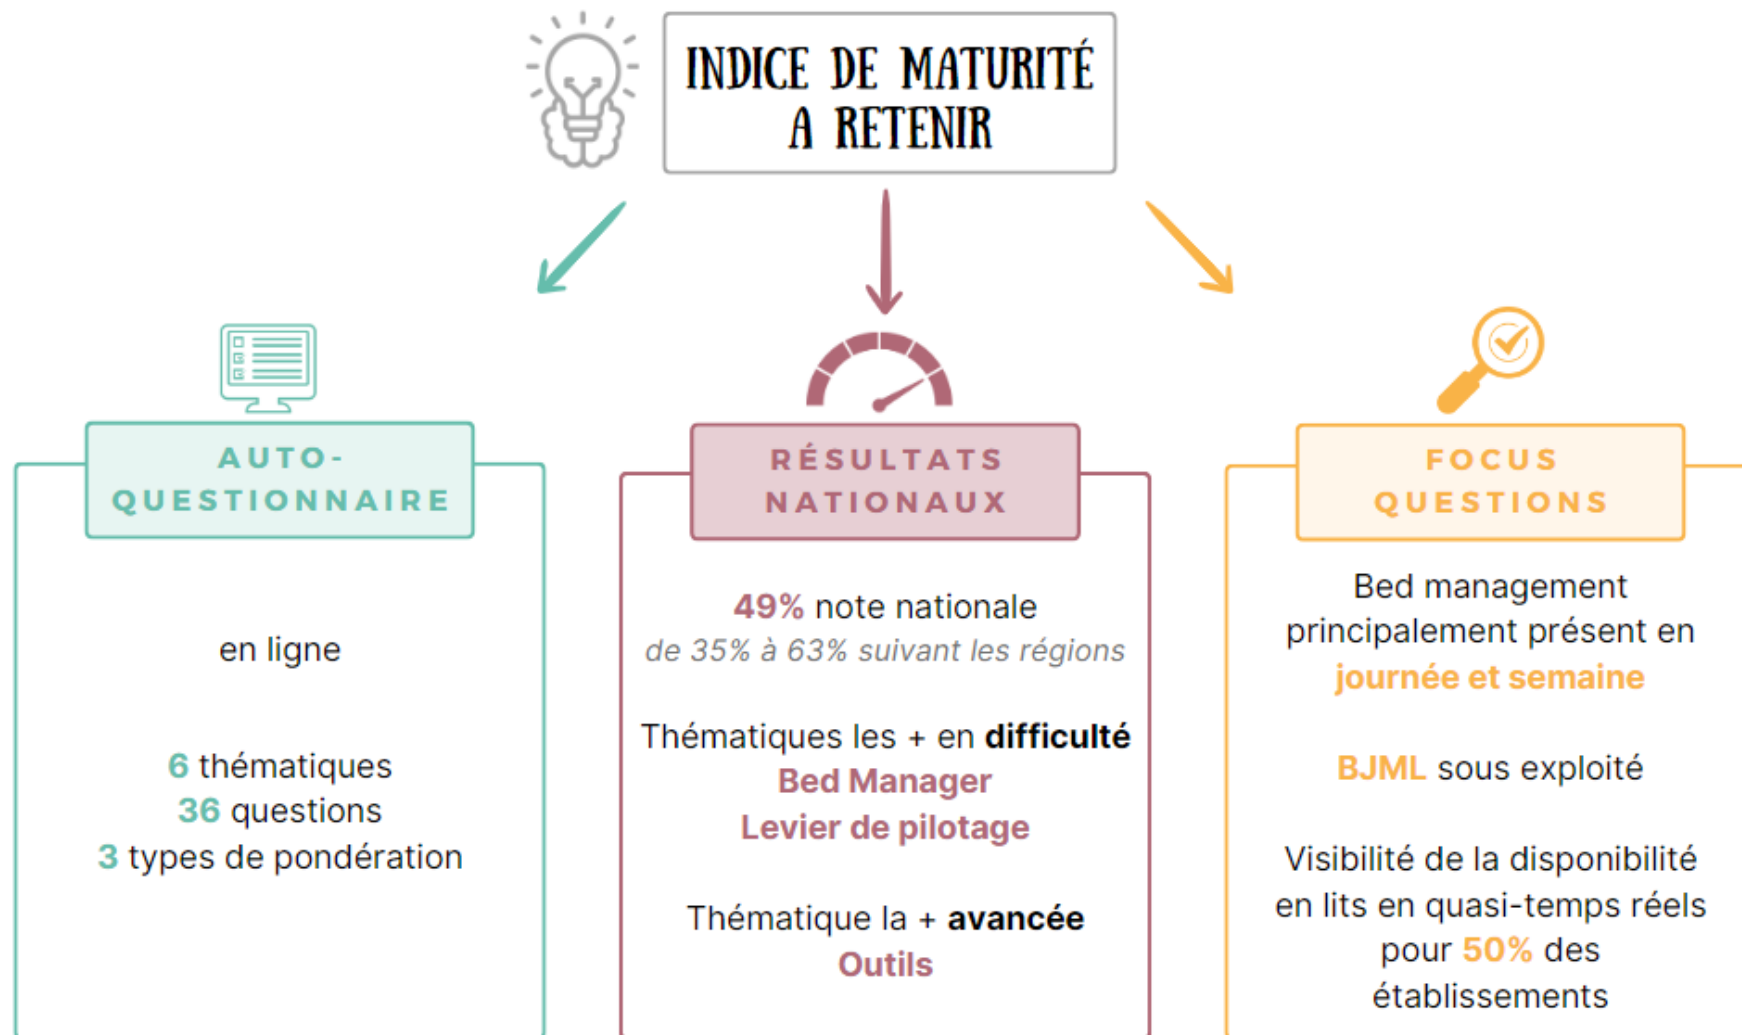 INDICE DE MATURITÉ
A RETENIR
AUTO-
QUESTIONNAIRE
en ligne
6 thématiques
36 questions
3 types de pondération
RÉSULTATS
NATIONAUX
49% note nationale
de 35% à 63% suivant les régions
Thématiques les + en difficulté
Bed Manager
Levier de pilotage
Thématique la + avancée
Outils
FOCUS
QUESTIONS
Bed management
principalement présent en
journée et semaine
BJML sous exploité
Visibilité de la disponibilité
en lits en quasi-temps réels
pour 50% des
établissements